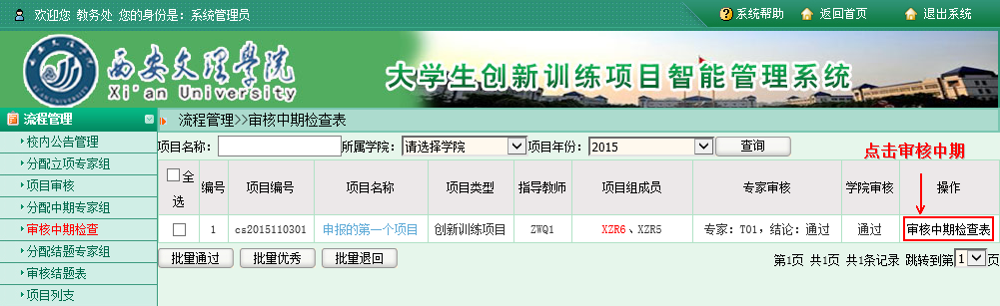 欢迎您 教务处 您的身份是：系统管理员
系统帮助 返回首页 退出系统
西安文理学院
Xi'an University
大学生创新训练项目智能管理系统
流程管理
校内公告管理
分配立项专家组
项目审核
分配中期专家组
审核中期检查
分配结题专家组
审核结题表
项目列支
流程管理>>审核中期检查表
项目名称： 所属学院： 请选择学院 项目年份： 2015 查询
点击审核中期
全选 编号 项目编号 项目名称 项目类型 指导教师 项目组成员 专家审核 学院审核 操作
1 cs2015110301 申报的第一个项目 创新训练项目 ZWQ1 XZR6、XZR5 专家：T01，结论：通过 通过 审核中期检查表
批量通过 批量优秀 批量退回
第1页 共1页 共1条记录 跳转到第 1 页